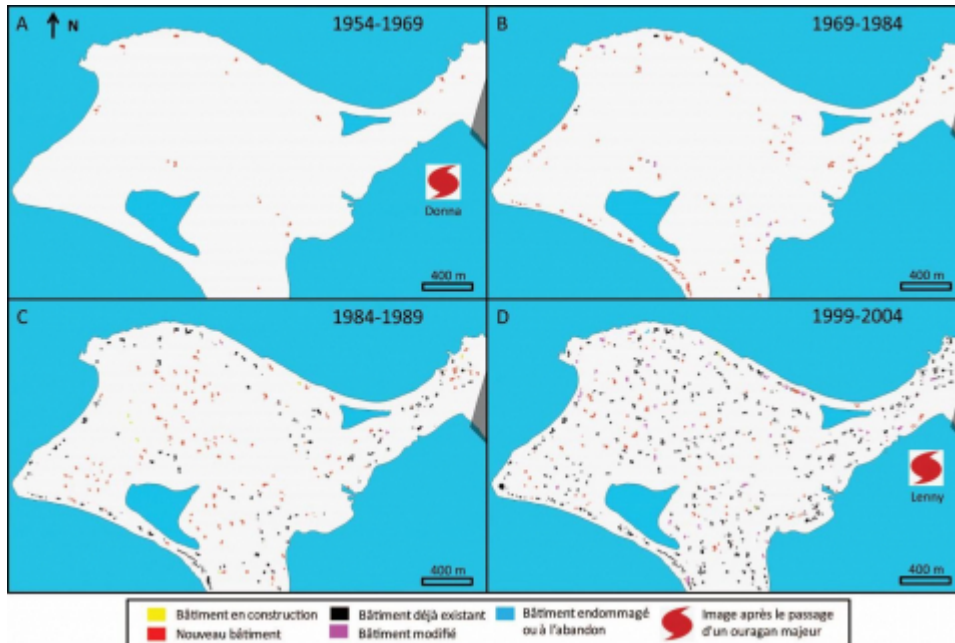 A N 1954-1969
Donna
400 m
B 1969-1984
400 m
C 1984-1989
400 m
D 1999-2004
Lenny
400 m
Bâtiment en construction
Nouveau bâtiment
Bâtiment déjà existant
Bâtiment modifié
Bâtiment endommagé
ou à l'abandon
Image après le passage
d'un ouragan majeur